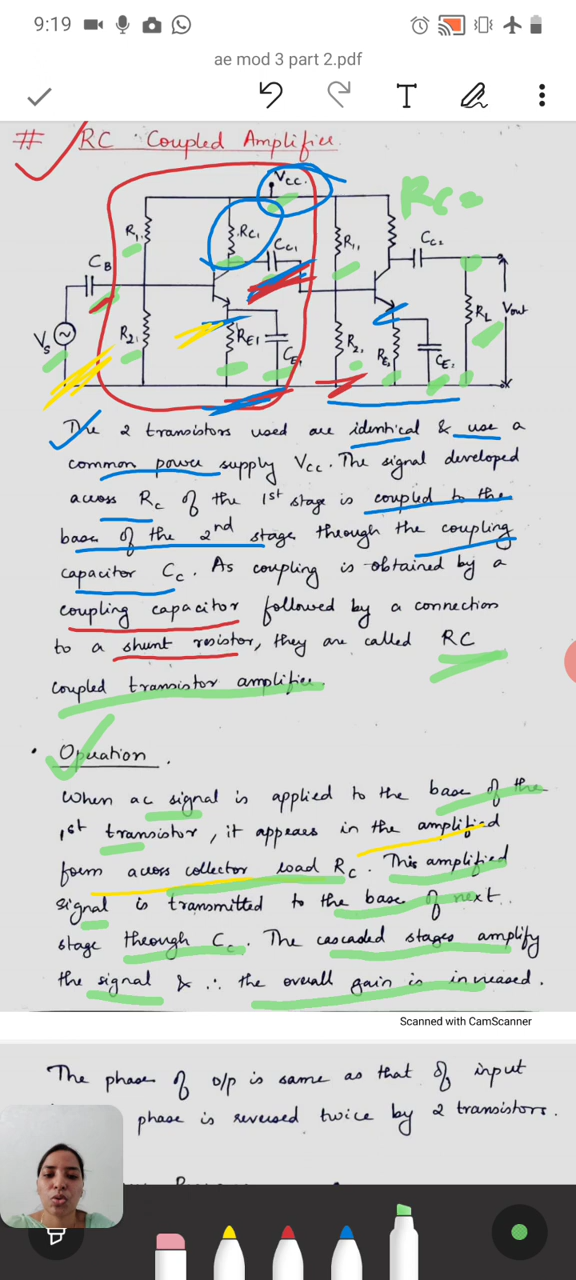 9:19
ae mod 3 part 2.pdf
T
# RC Coupled Amplifier.
VCC.
R1.
RC1
CC1
R11
CC2
CB
VS
R21
RE1
CE1
R2.
RE2
CE2
RL
Vout
RC=
The 2 transistors used are identical & use a
common power supply VCC. The signal developed
across RC of the 1st stage is coupled to the
base of the 2nd stage through the coupling
capacitor CC. As coupling is obtained by a
coupling capacitor followed by a connection
to a shunt resistor, they are called RC
coupled transistor amplifier.
• Operation.
When ac signal is applied to the base of the
1st transistor, it appears in the amplified
form across collector load RC. This amplified
signal is transmitted to the base of next
stage through CC. The cascaded stages amplify
the signal & ∴ the overall gain is increased.
Scanned with CamScanner
The phase of o/p is same as that of input
phase is reversed twice by 2 transistors.